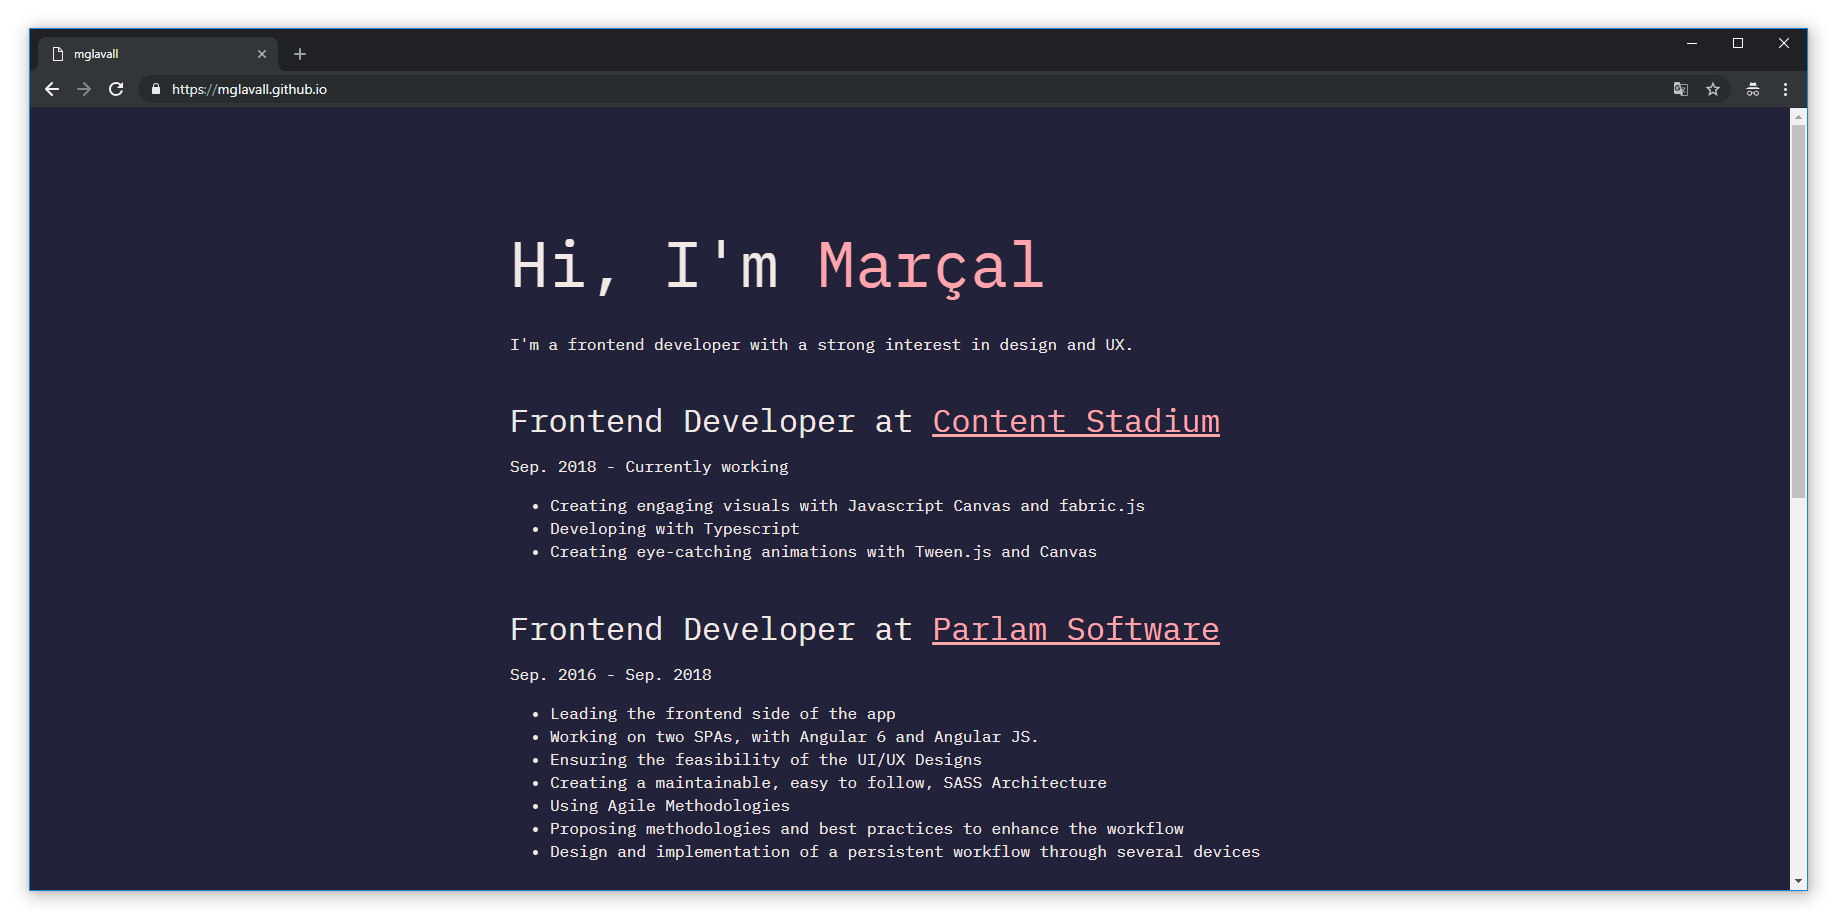 mglavall
https://mglavall.github.io
Hi, I'm Marçal
I'm a frontend developer with a strong interest in design and UX.
Frontend Developer at Content Stadium
Sep. 2018 - Currently working
• Creating engaging visuals with Javascript Canvas and fabric.js
• Developing with Typescript
• Creating eye-catching animations with Tween.js and Canvas
Frontend Developer at Parlam Software
Sep. 2016 - Sep. 2018
• Leading the frontend side of the app
• Working on two SPAs, with Angular 6 and Angular JS.
• Ensuring the feasibility of the UI/UX Designs
• Creating a maintainable, easy to follow, SASS Architecture
• Using Agile Methodologies
• Proposing methodologies and best practices to enhance the workflow
• Design and implementation of a persistent workflow through several devices